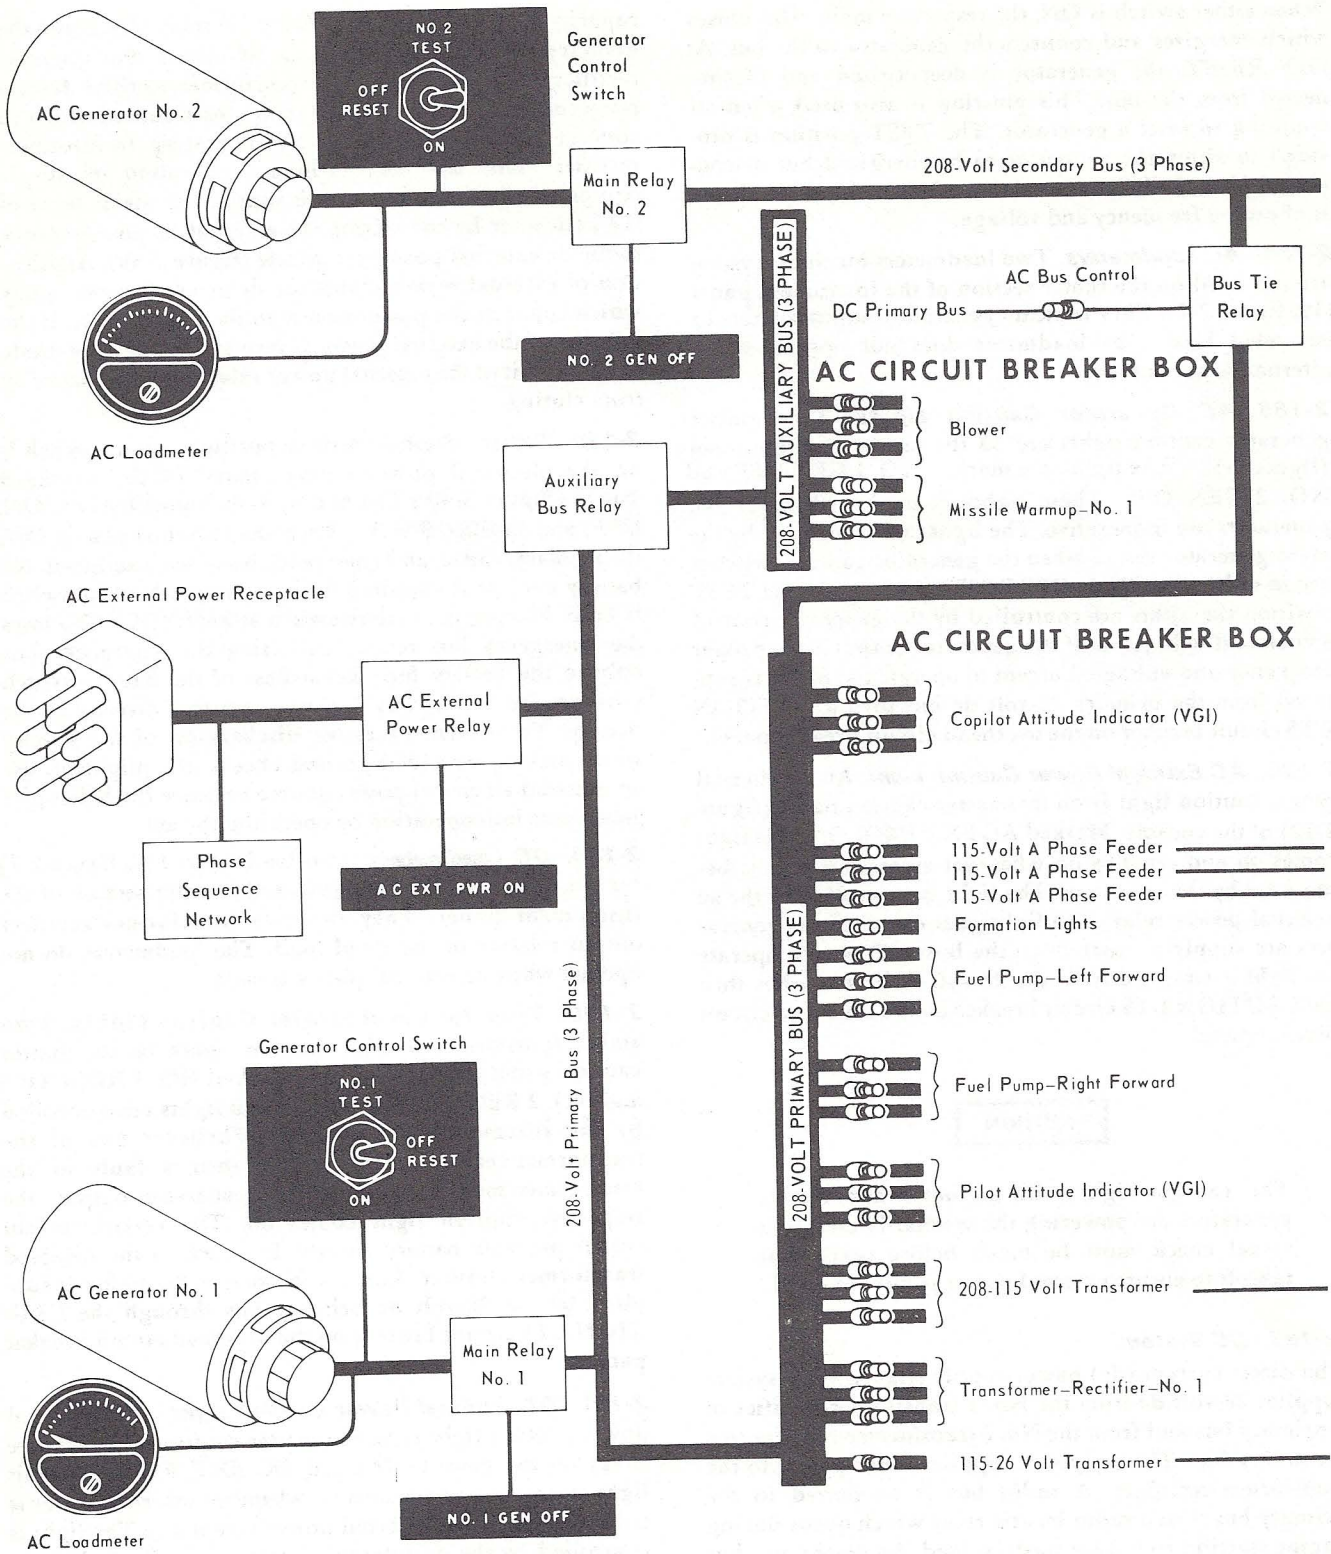 NO. 2
TEST
OFF
RESET
ON
Generator
Control
Switch
AC Generator No. 2
Main Relay
No. 2
208-Volt Secondary Bus (3 Phase)
AC Bus Control
DC Primary Bus
Bus Tie
Relay
NO. 2 GEN OFF
208-VOLT AUXILIARY BUS (3 PHASE)
AC CIRCUIT BREAKER BOX
Blower
AC Loadmeter
Auxiliary
Bus Relay
Missile Warmup-No. 1
AC External Power Receptacle
AC CIRCUIT BREAKER BOX
AC External
Power Relay
Copilot Attitude Indicator (VGI)
Phase
Sequence
Network
AC EXT PWR ON
115-Volt A Phase Feeder
115-Volt A Phase Feeder
115-Volt A Phase Feeder
Formation Lights
Fuel Pump-Left Forward
208-VOLT PRIMARY BUS (3 PHASE)
208-Volt Primary Bus (3 Phase)
Generator Control Switch
NO. 1
TEST
OFF
RESET
ON
Fuel Pump-Right Forward
Pilot Attitude Indicator (VGI)
AC Generator No. 1
208-115 Volt Transformer
Main Relay
No. 1
Transformer-Rectifier-No. 1
115-26 Volt Transformer
NO. 1 GEN OFF
AC Loadmeter